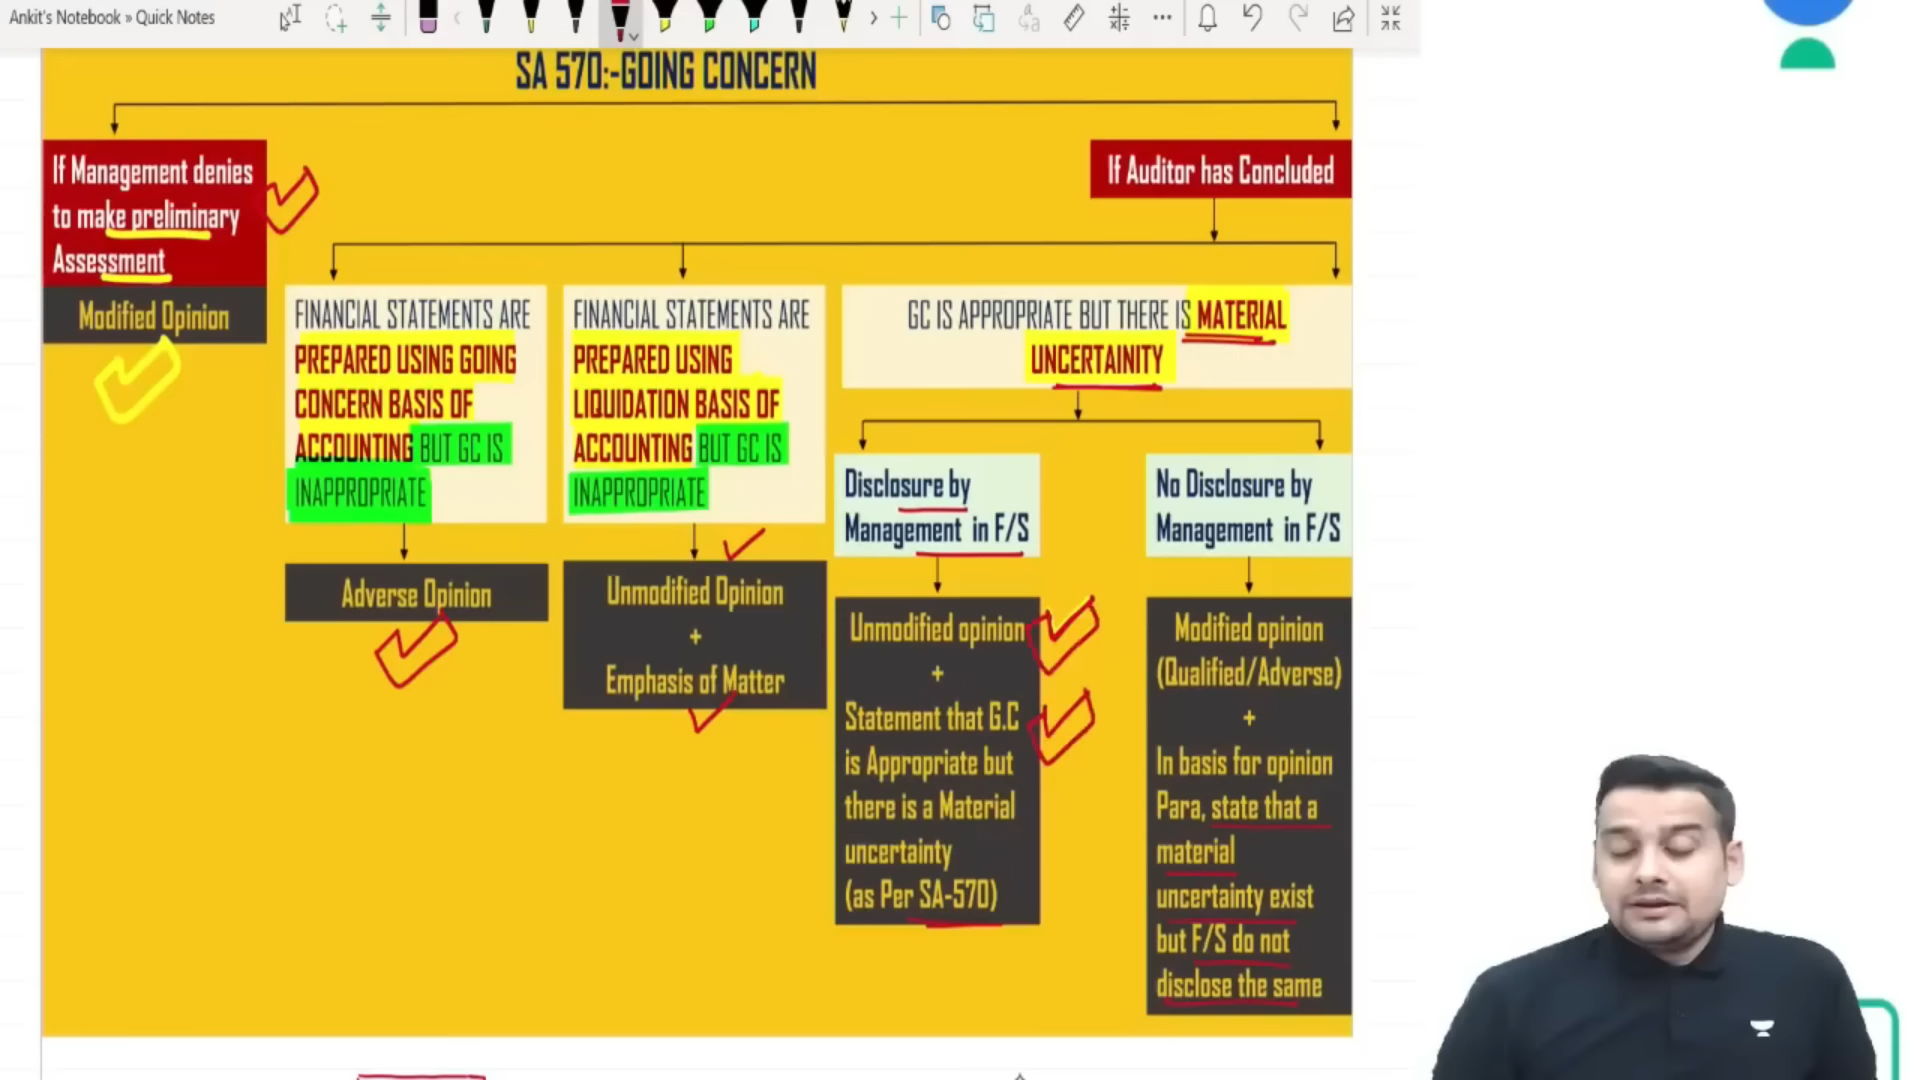 Ankit's Notebook » Quick Notes
SA 570:-GOING CONCERN
If Management denies
to make preliminary
Assessment
Modified Opinion
If Auditor has Concluded
FINANCIAL STATEMENTS ARE
PREPARED USING GOING
CONCERN BASIS OF
ACCOUNTING BUT GC IS
INAPPROPRIATE
Adverse Opinion
FINANCIAL STATEMENTS ARE
PREPARED USING
LIQUIDATION BASIS OF
ACCOUNTING BUT GC IS
INAPPROPRIATE
Unmodified Opinion
+
Emphasis of Matter
GC IS APPROPRIATE BUT THERE IS MATERIAL
UNCERTAINITY
Disclosure by
Management in F/S
Unmodified opinion
+
Statement that G.C
is Appropriate but
there is a Material
uncertainty
(as Per SA-570)
No Disclosure by
Management in F/S
Modified opinion
(Qualified/Adverse)
+
In basis for opinion
Para, state that a
material
uncertainty exist
but F/S do not
disclose the same